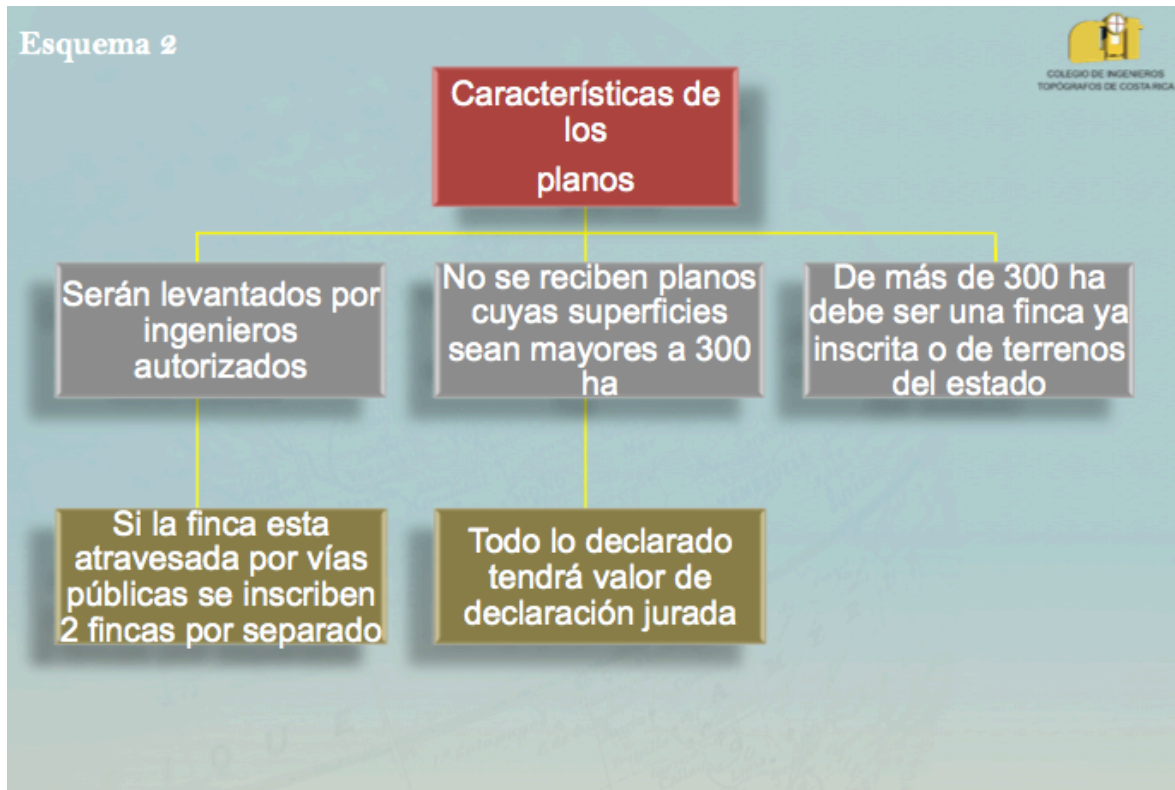 Esquema 2
COLEGIO DE INGENIEROS
TOPÓGRAFOS DE COSTA RICA
Características de
los
planos
Serán levantados por
ingenieros
autorizados
No se reciben planos
cuyas superficies
sean mayores a 300
ha
De más de 300 ha
debe ser una finca ya
inscrita o de terrenos
del estado
Si la finca esta
atravesada por vías
públicas se inscriben
2 fincas por separado
Todo lo declarado
tendrá valor de
declaración jurada